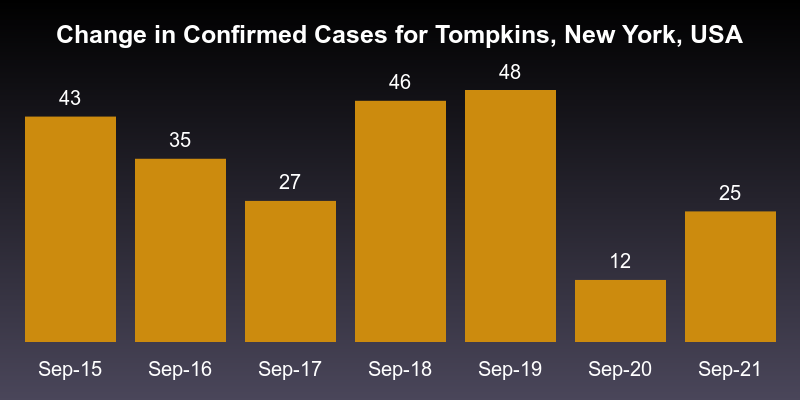 Change in Confirmed Cases for Tompkins, New York, USA
43
35
27
46
48
12
25
Sep-15
Sep-16
Sep-17
Sep-18
Sep-19
Sep-20
Sep-21